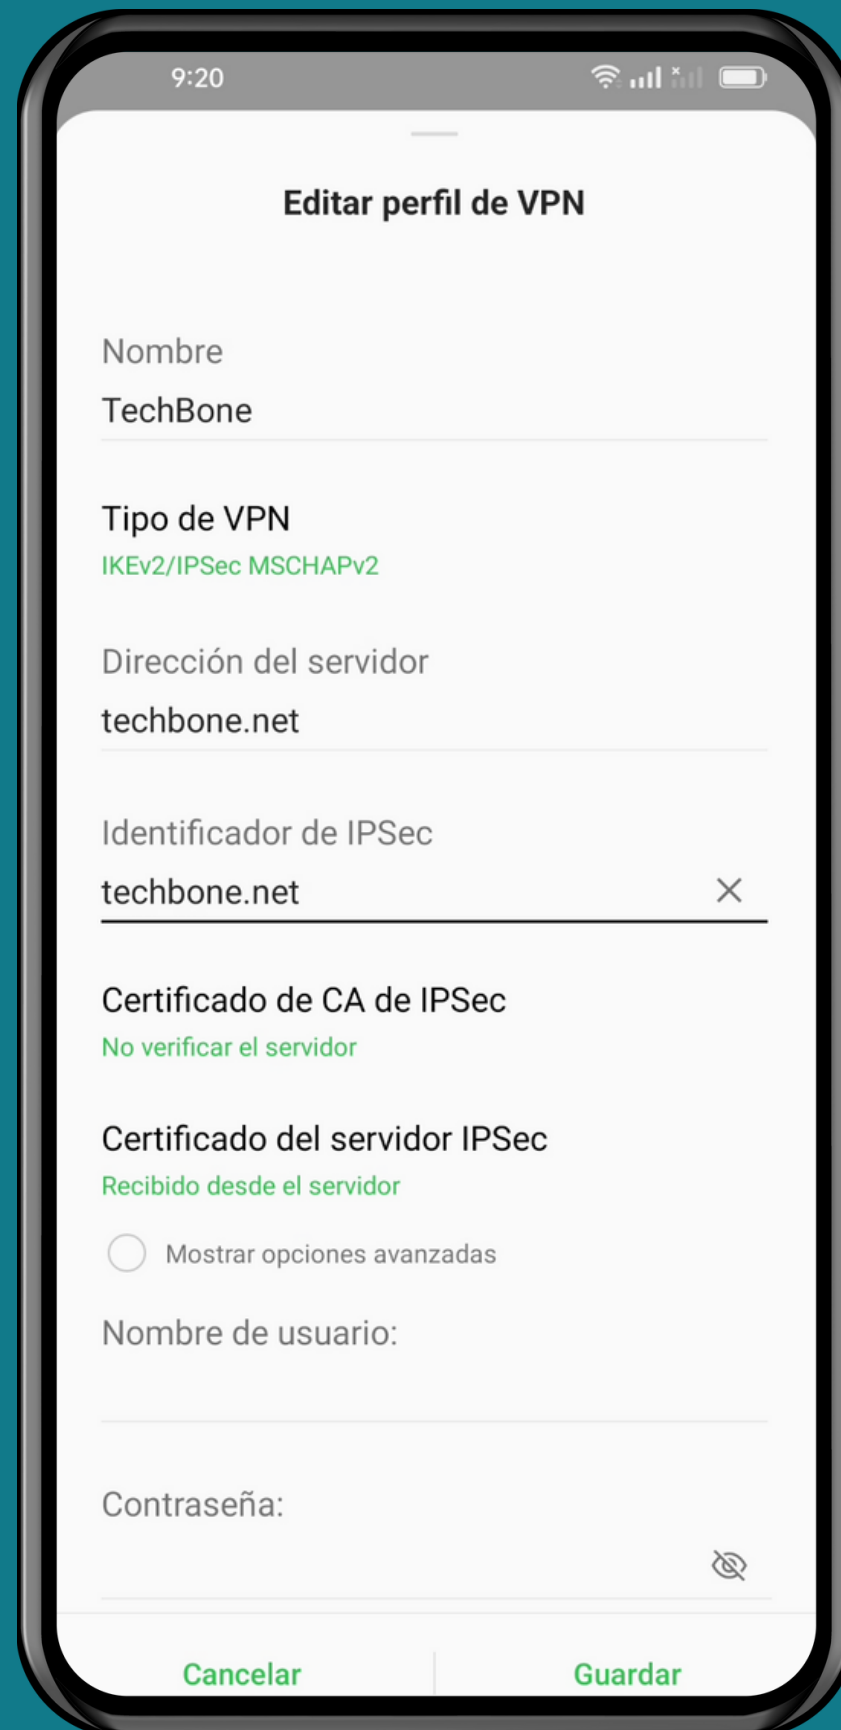 9:20
Editar perfil de VPN
Nombre
TechBone
Tipo de VPN
IKEv2/IPSec MSCHAPv2
Dirección del servidor
techbone.net
Identificador de IPSec
techbone.net
Certificado de CA de IPSec
No verificar el servidor
Certificado del servidor IPSec
Recibido desde el servidor
Mostrar opciones avanzadas
Nombre de usuario:
Contraseña:
Cancelar
Guardar